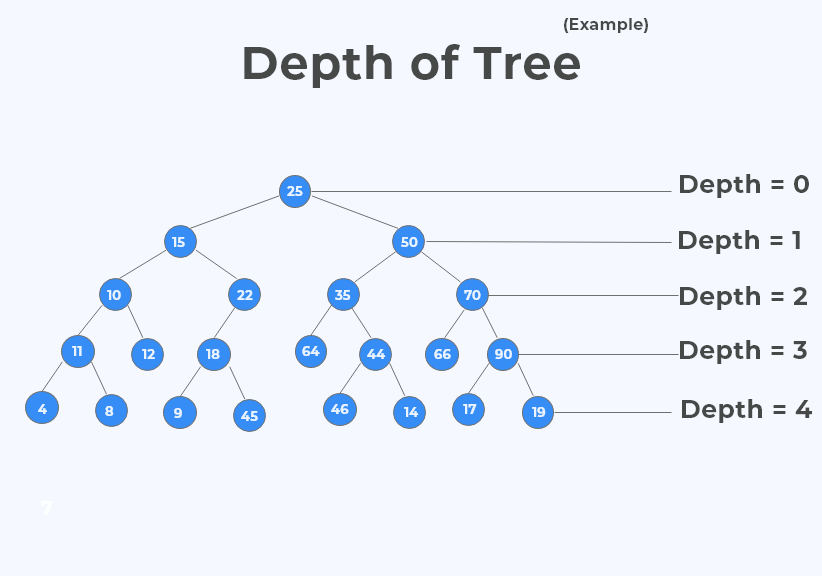 (Example)
Depth of Tree
25 Depth = 0
15 50 Depth = 1
10 22 35 70 Depth = 2
11 12 18 64 44 66 90 Depth = 3
4 8 9 45 46 14 17 19 Depth = 4
7